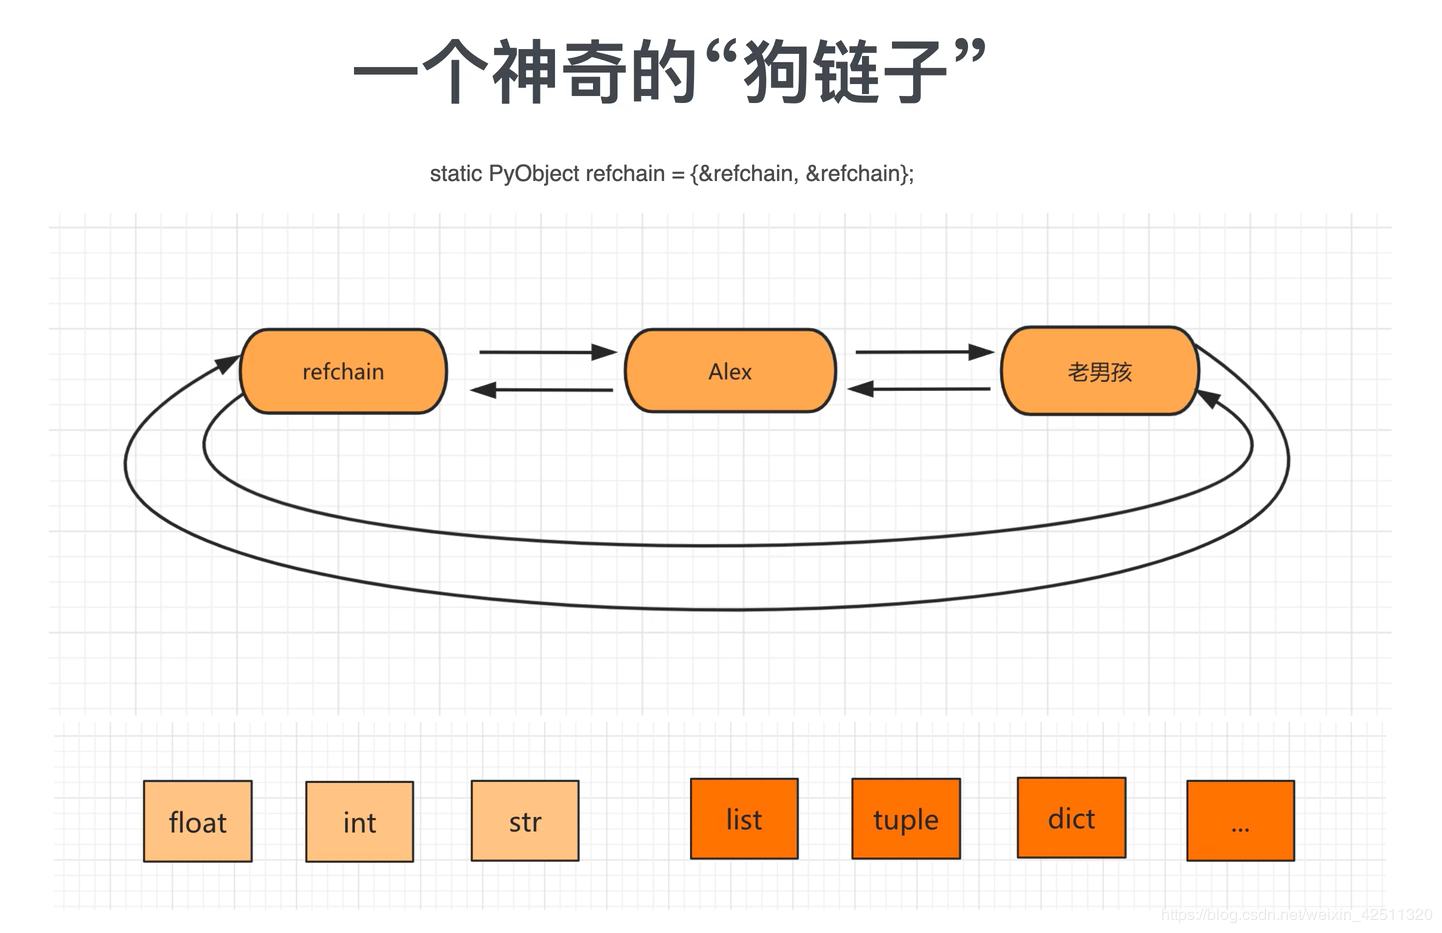 一个神奇的“狗链子”
static PyObject refchain = {&refchain, &refchain};
refchain
Alex
老男孩
float
int
str
list
tuple
dict
...
https://blog.csdn.net/weixin_42511320